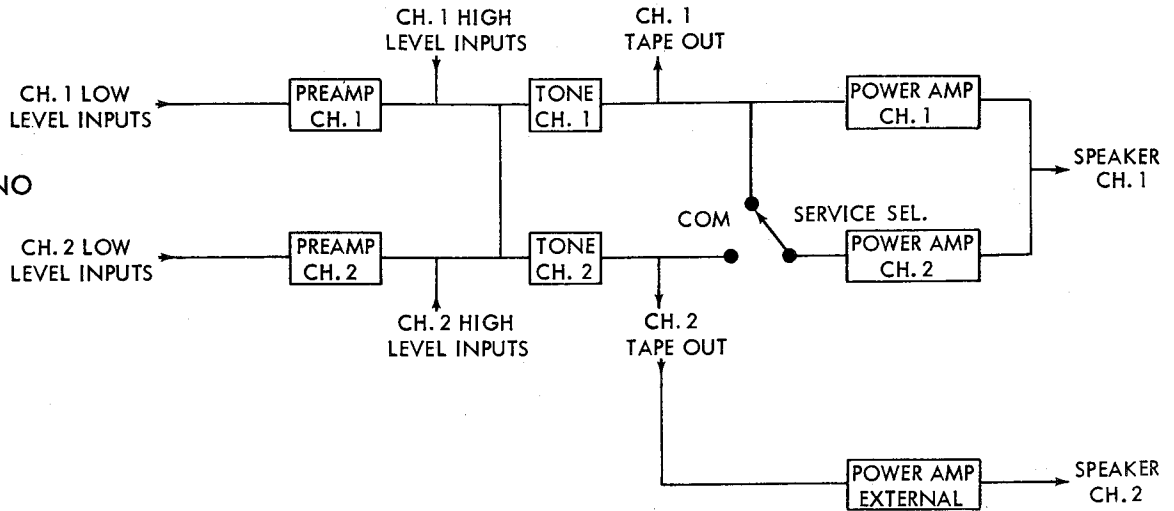 CH. 1 HIGH
LEVEL INPUTS
CH. 1
TAPE OUT
CH. 1 LOW
LEVEL INPUTS
PREAMP
CH. 1
TONE
CH. 1
POWER AMP
CH. 1
SPEAKER
CH. 1
NO
COM
SERVICE SEL.
CH. 2 LOW
LEVEL INPUTS
PREAMP
CH. 2
TONE
CH. 2
POWER AMP
CH. 2
CH. 2 HIGH
LEVEL INPUTS
CH. 2
TAPE OUT
POWER AMP
EXTERNAL
SPEAKER
CH. 2